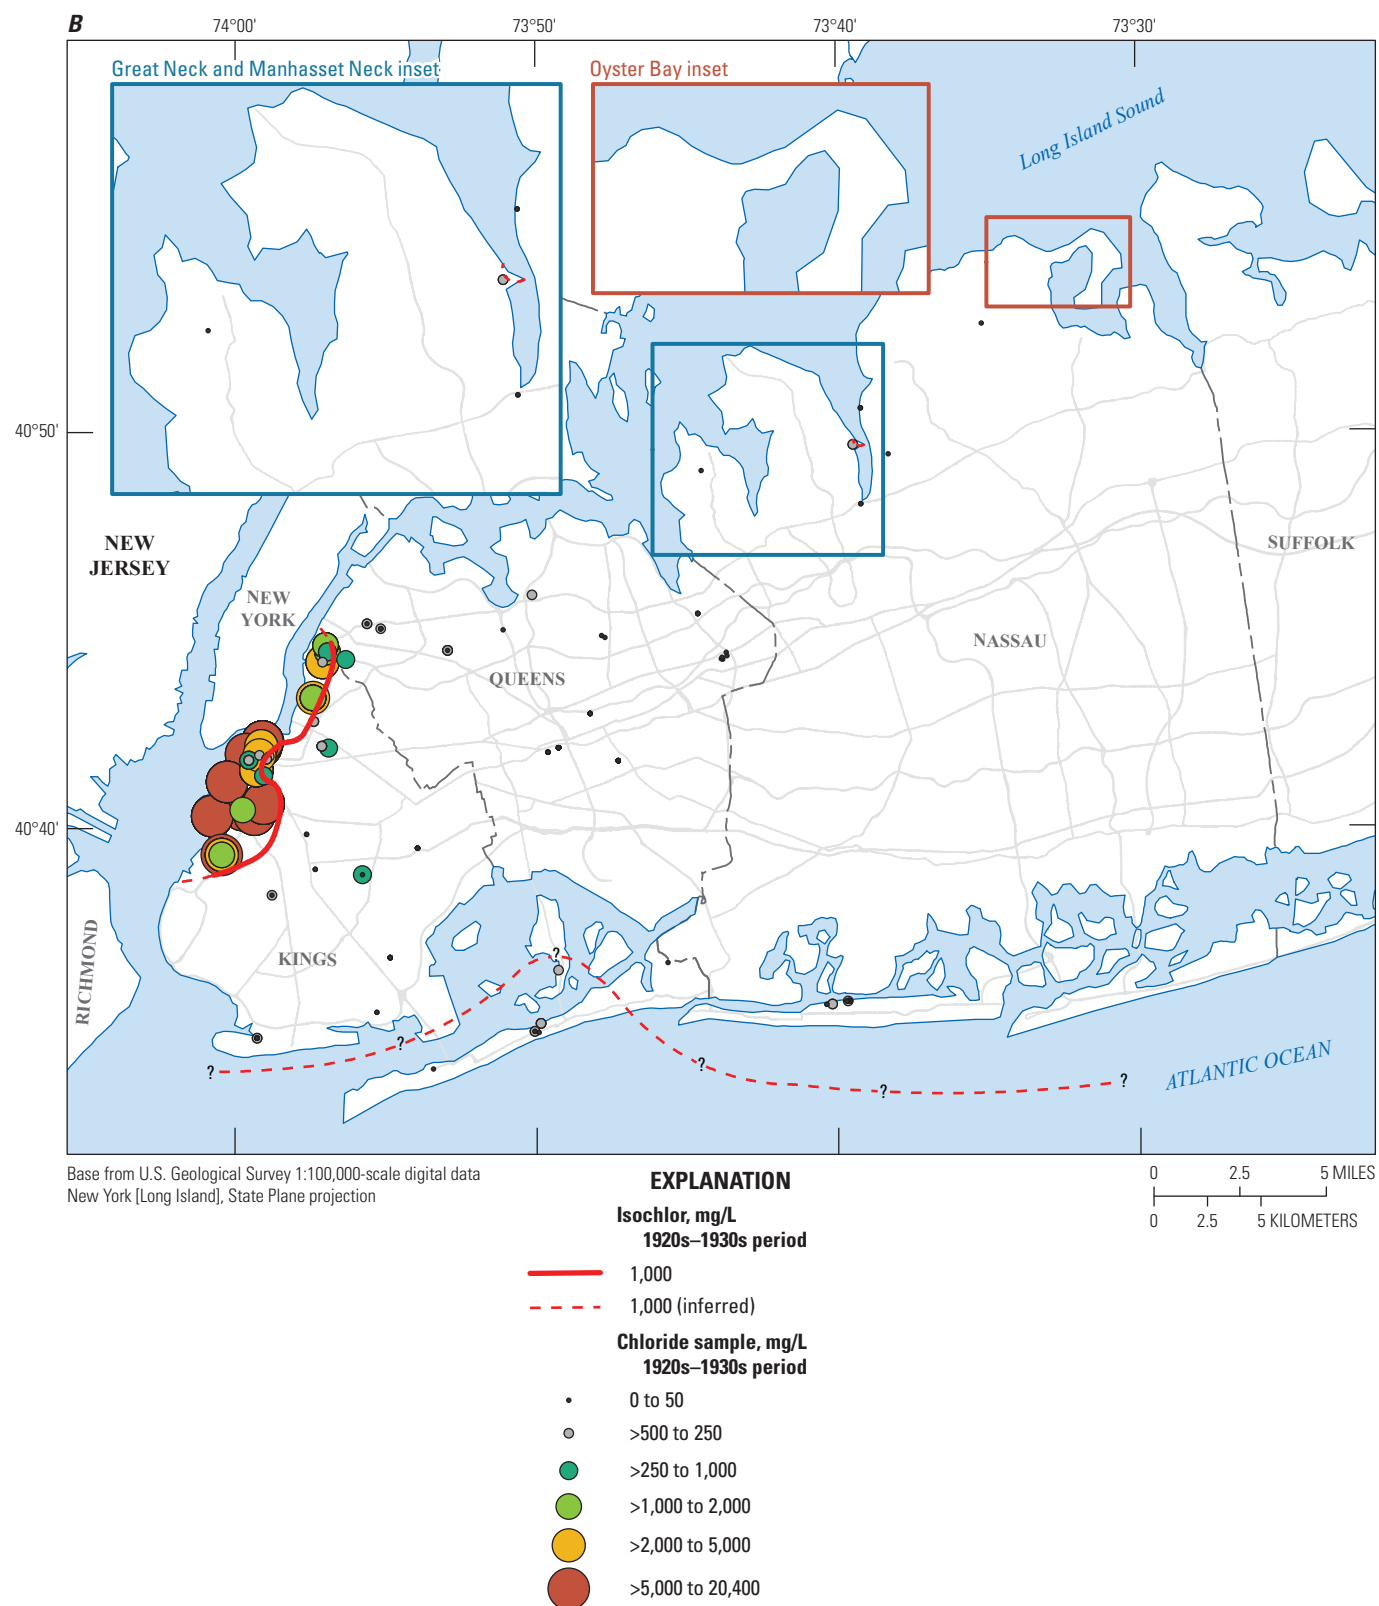 B
74°00'
73°50'
73°40'
73°30'
Great Neck and Manhasset Neck inset
Oyster Bay inset
Long Island Sound
40°50'
NEW
JERSEY
SUFFOLK
NEW
YORK
NASSAU
QUEENS
40°40'
RICHMOND
KINGS
?
?
?
?
?
?
ATLANTIC OCEAN
Base from U.S. Geological Survey 1:100,000-scale digital data
New York [Long Island], State Plane projection
0 2.5 5 MILES
0 2.5 5 KILOMETERS
EXPLANATION
Isochlor, mg/L
1920s–1930s period
1,000
1,000 (inferred)
Chloride sample, mg/L
1920s–1930s period
0 to 50
>500 to 250
>250 to 1,000
>1,000 to 2,000
>2,000 to 5,000
>5,000 to 20,400